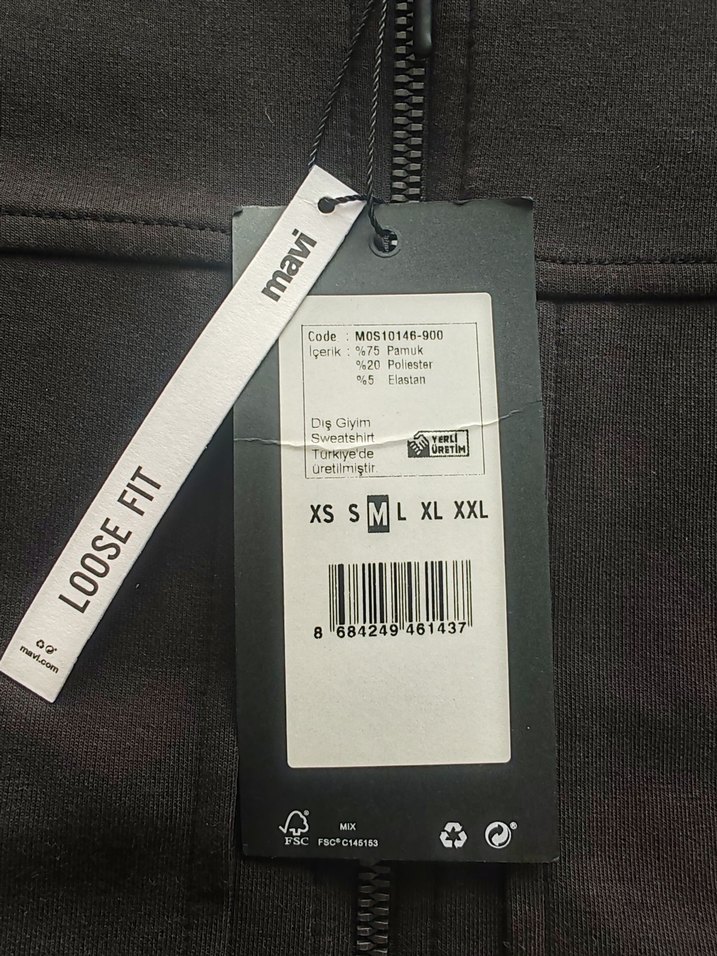 mavi
LOOSE FIT
mavi.com
Code : M0S10146-900
İçerik : %75 Pamuk
%20 Poliester
%5 Elastan
Dış Giyim
Sweatshirt
Türkiye'de
üretilmiştir.
YERLİ
ÜRETİM
XS S M L XL XXL
8 684249 461437
FSC
MIX
FSC® C145153